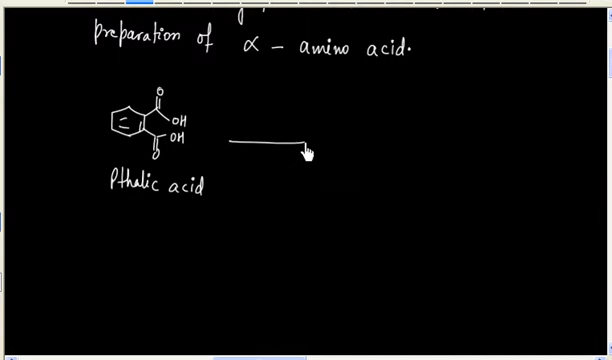 preparation of α - amino acid.
O
OH
OH
O
Pthalic acid